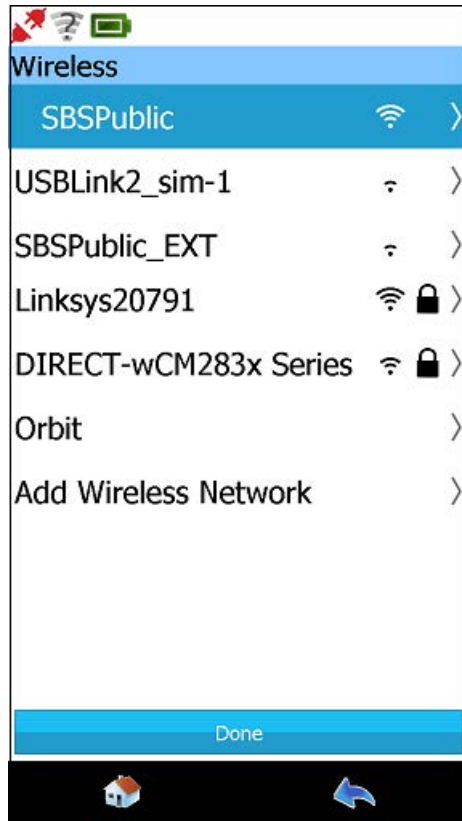 Wireless
SBSPublic
USBLink2_sim-1
SBSPublic_EXT
Linksys20791
DIRECT-wCM283x Series
Orbit
Add Wireless Network
Done